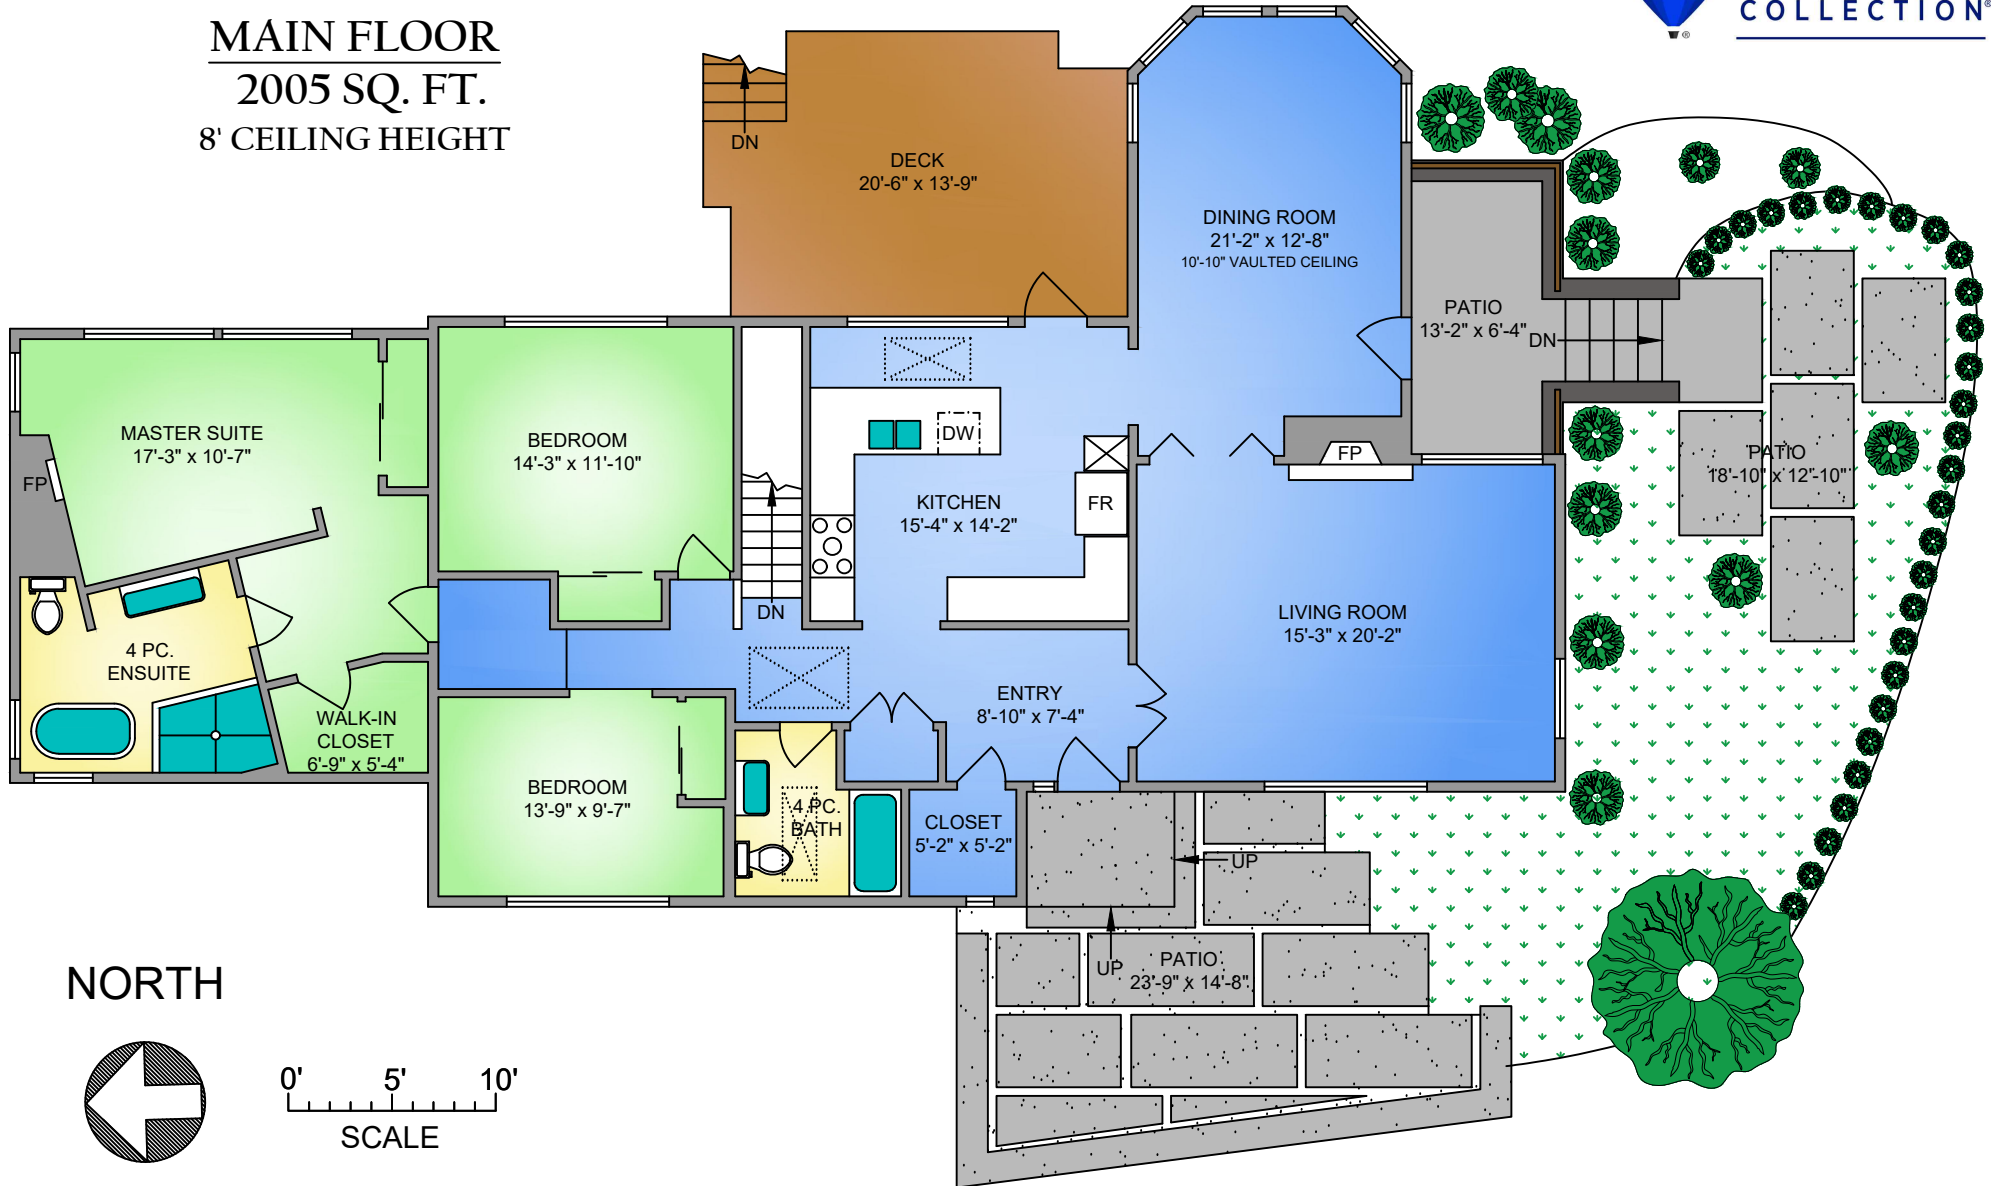 MAIN FLOOR
2005 SQ. FT.
8' CEILING HEIGHT
COLLECTION®
®
DN
DECK
20'-6" x 13'-9"
DINING ROOM
21'-2" x 12'-8"
10'-10" VAULTED CEILING
PATIO
13'-2" x 6'-4"
DN
MASTER SUITE
17'-3" x 10'-7"
FP
BEDROOM
14'-3" x 11'-10"
DW
FP
PATIO
18'-10" x 12'-10"
KITCHEN
15'-4" x 14'-2"
FR
DN
LIVING ROOM
15'-3" x 20'-2"
4 PC.
ENSUITE
WALK-IN
CLOSET
6'-9" x 5'-4"
ENTRY
8'-10" x 7'-4"
BEDROOM
13'-9" x 9'-7"
4 PC.
BATH
CLOSET
5'-2" x 5'-2"
UP
UP
PATIO
23'-9" x 14'-8"
NORTH
0' 5' 10'
SCALE